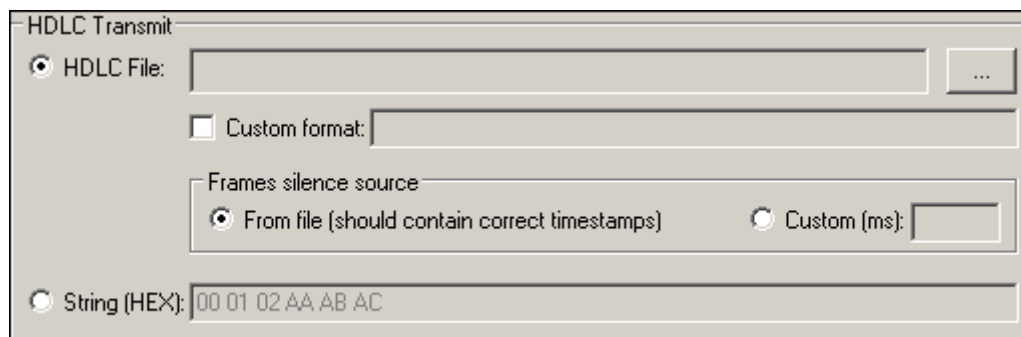 HDLC Transmit
HDLC File: ...
Custom format:
Frames silence source
From file (should contain correct timestamps) Custom (ms):
String (HEX): 00 01 02 AA AB AC